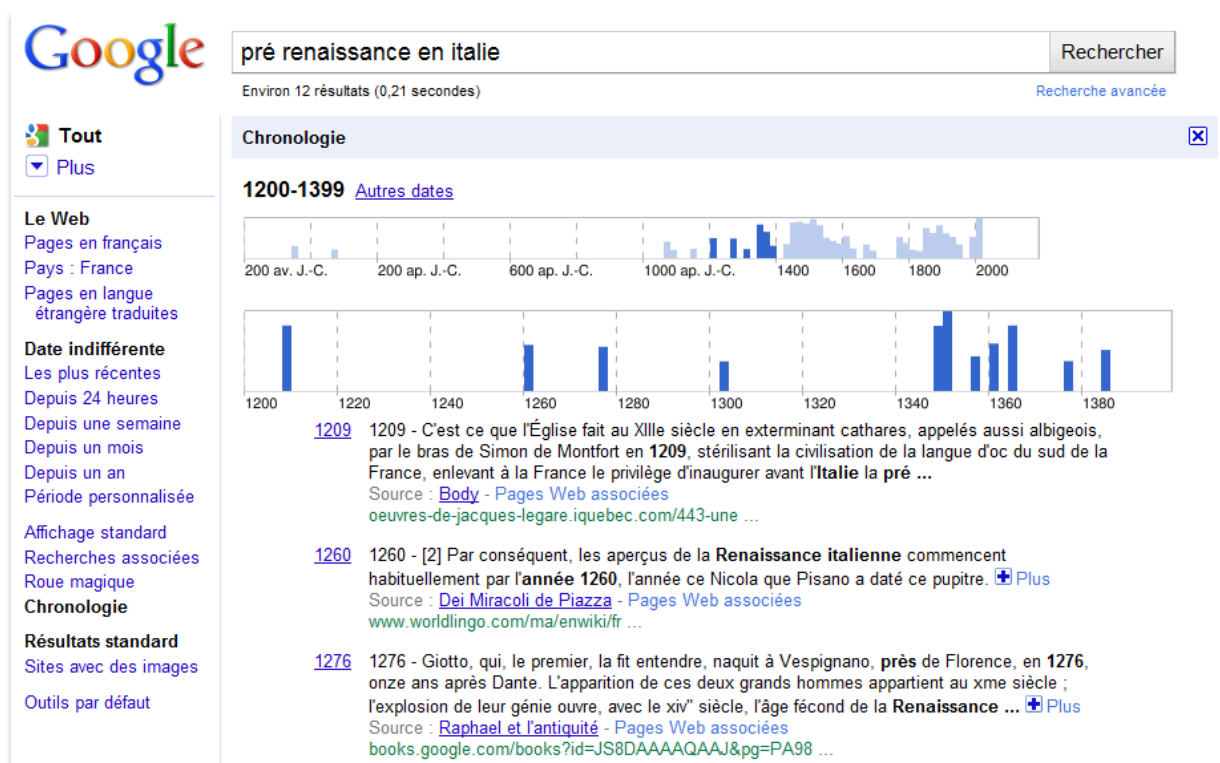 Google
pré renaissance en italie
Rechercher
Environ 12 résultats (0,21 secondes)
Recherche avancée
Tout
Plus
Le Web
Pages en français
Pays : France
Pages en langue
étrangère traduites
Date indifférente
Les plus récentes
Depuis 24 heures
Depuis une semaine
Depuis un mois
Depuis un an
Période personnalisée
Affichage standard
Recherches associées
Roue magique
Chronologie
Résultats standard
Sites avec des images
Outils par défaut
Chronologie
1200-1399 Autres dates
200 av. J.-C. 200 ap. J.-C. 600 ap. J.-C. 1000 ap. J.-C. 1400 1600 1800 2000
1200 1220 1240 1260 1280 1300 1320 1340 1360 1380
1209 1209 - C'est ce que l'Église fait au XIIIe siècle en exterminant cathares, appelés aussi albigeois,
par le bras de Simon de Montfort en 1209, stérilisant la civilisation de la langue d'oc du sud de la
France, enlevant à la France le privilège d'inaugurer avant l'Italie la pré ...
Source : Body - Pages Web associées
oeuvres-de-jacques-legare.iquebec.com/443-une ...
1260 1260 - [2] Par conséquent, les aperçus de la Renaissance italienne commencent
habituellement par l'année 1260, l'année ce Nicola que Pisano a daté ce pupitre. Plus
Source : Dei Miracoli de Piazza - Pages Web associées
www.worldlingo.com/ma/enwiki/fr ...
1276 1276 - Giotto, qui, le premier, la fit entendre, naquit à Vespignano, près de Florence, en 1276,
onze ans après Dante. L'apparition de ces deux grands hommes appartient au xme siècle ;
l'explosion de leur génie ouvre, avec le xiv" siècle, l'âge fécond de la Renaissance ... Plus
Source : Raphael et l'antiquité - Pages Web associées
books.google.com/books?id=JS8DAAAAQAAJ&pg=PA98 ...